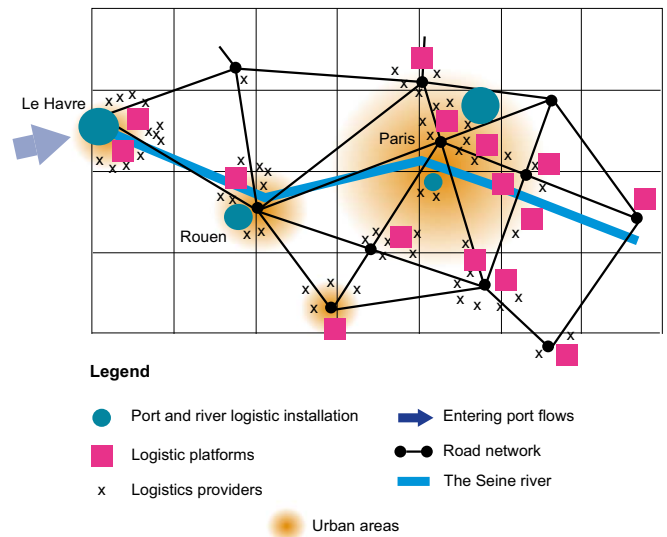 Le Havre
Paris
Rouen
Legend
Port and river logistic installation
Entering port flows
Logistic platforms
Road network
x Logistics providers
The Seine river
Urban areas